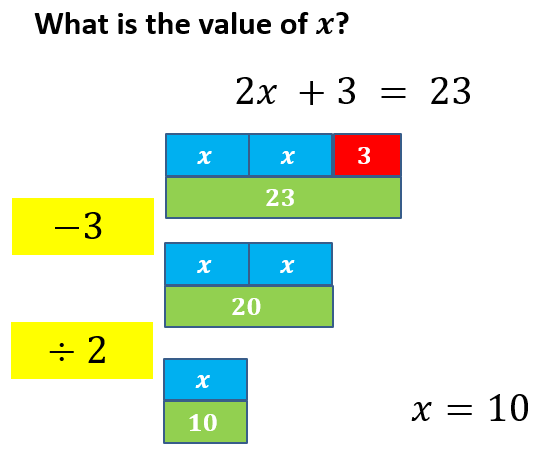 What is the value of x?
2x + 3 = 23
x x 3
23
−3
x x
20
÷ 2
x
10
x = 10